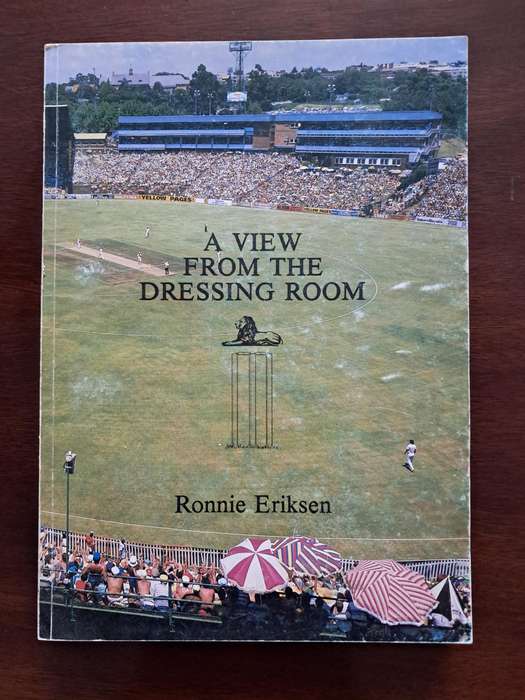 YELLOW PAGES
A VIEW
FROM THE
DRESSING ROOM
Ronnie Eriksen